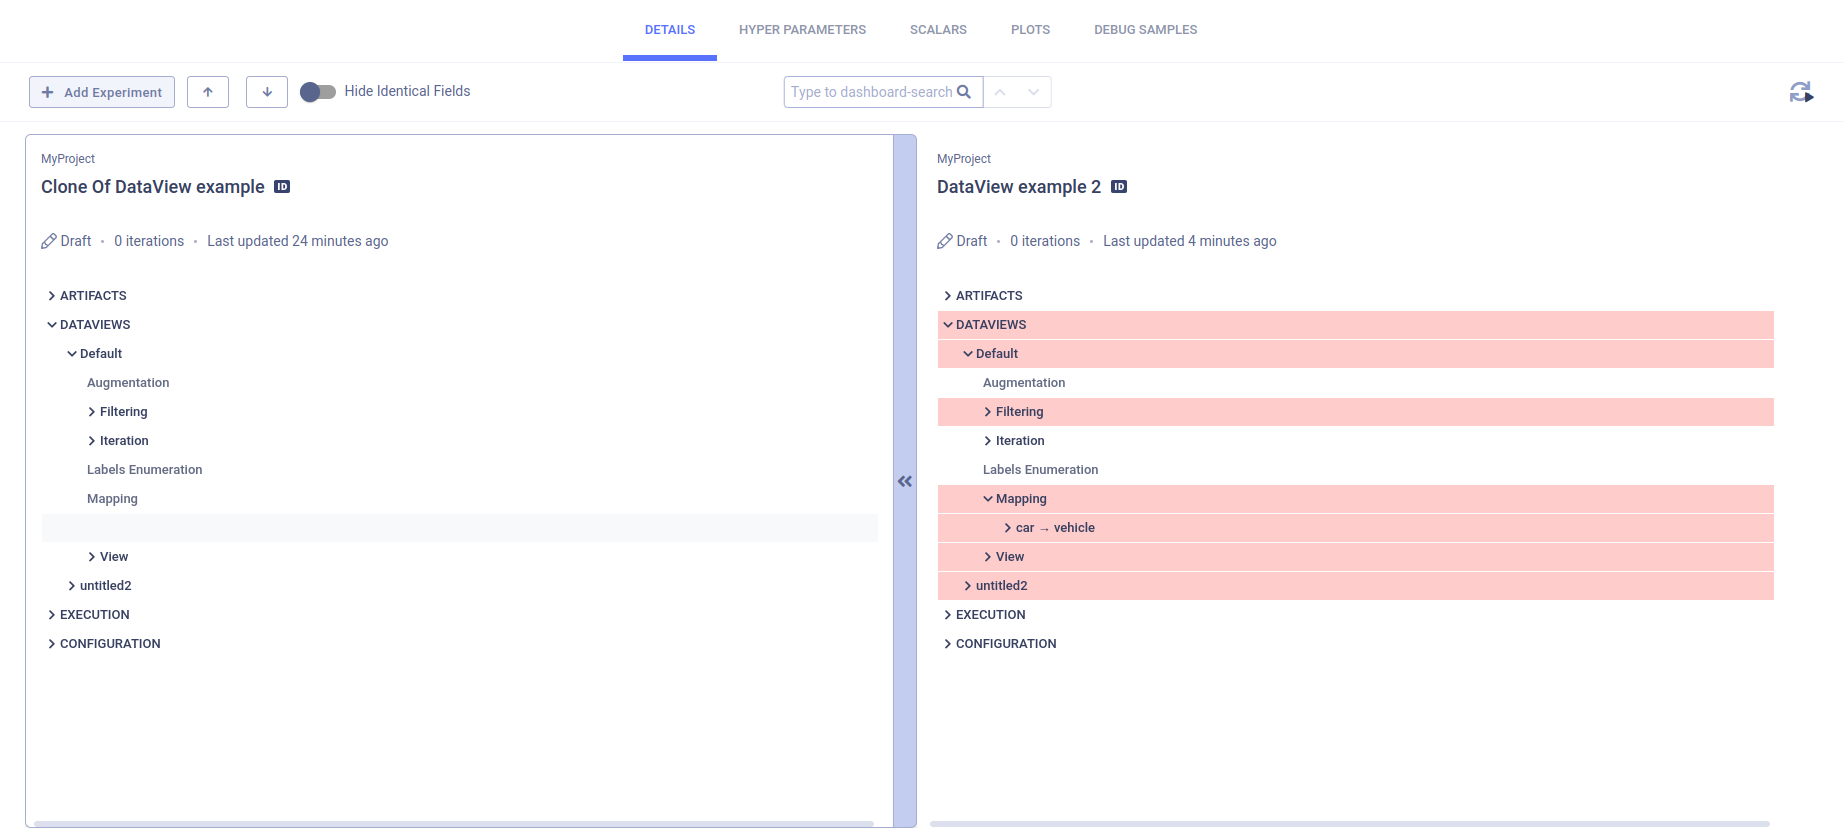 DETAILS HYPER PARAMETERS SCALARS PLOTS DEBUG SAMPLES
Add Experiment Hide Identical Fields Type to dashboard-search
MyProject
Clone Of DataView example ID
Draft • 0 iterations • Last updated 24 minutes ago
ARTIFACTS
DATAVIEWS
Default
Augmentation
Filtering
Iteration
Labels Enumeration
Mapping
View
untitled2
EXECUTION
CONFIGURATION
MyProject
DataView example 2 ID
Draft • 0 iterations • Last updated 4 minutes ago
ARTIFACTS
DATAVIEWS
Default
Augmentation
Filtering
Iteration
Labels Enumeration
Mapping
car → vehicle
View
untitled2
EXECUTION
CONFIGURATION